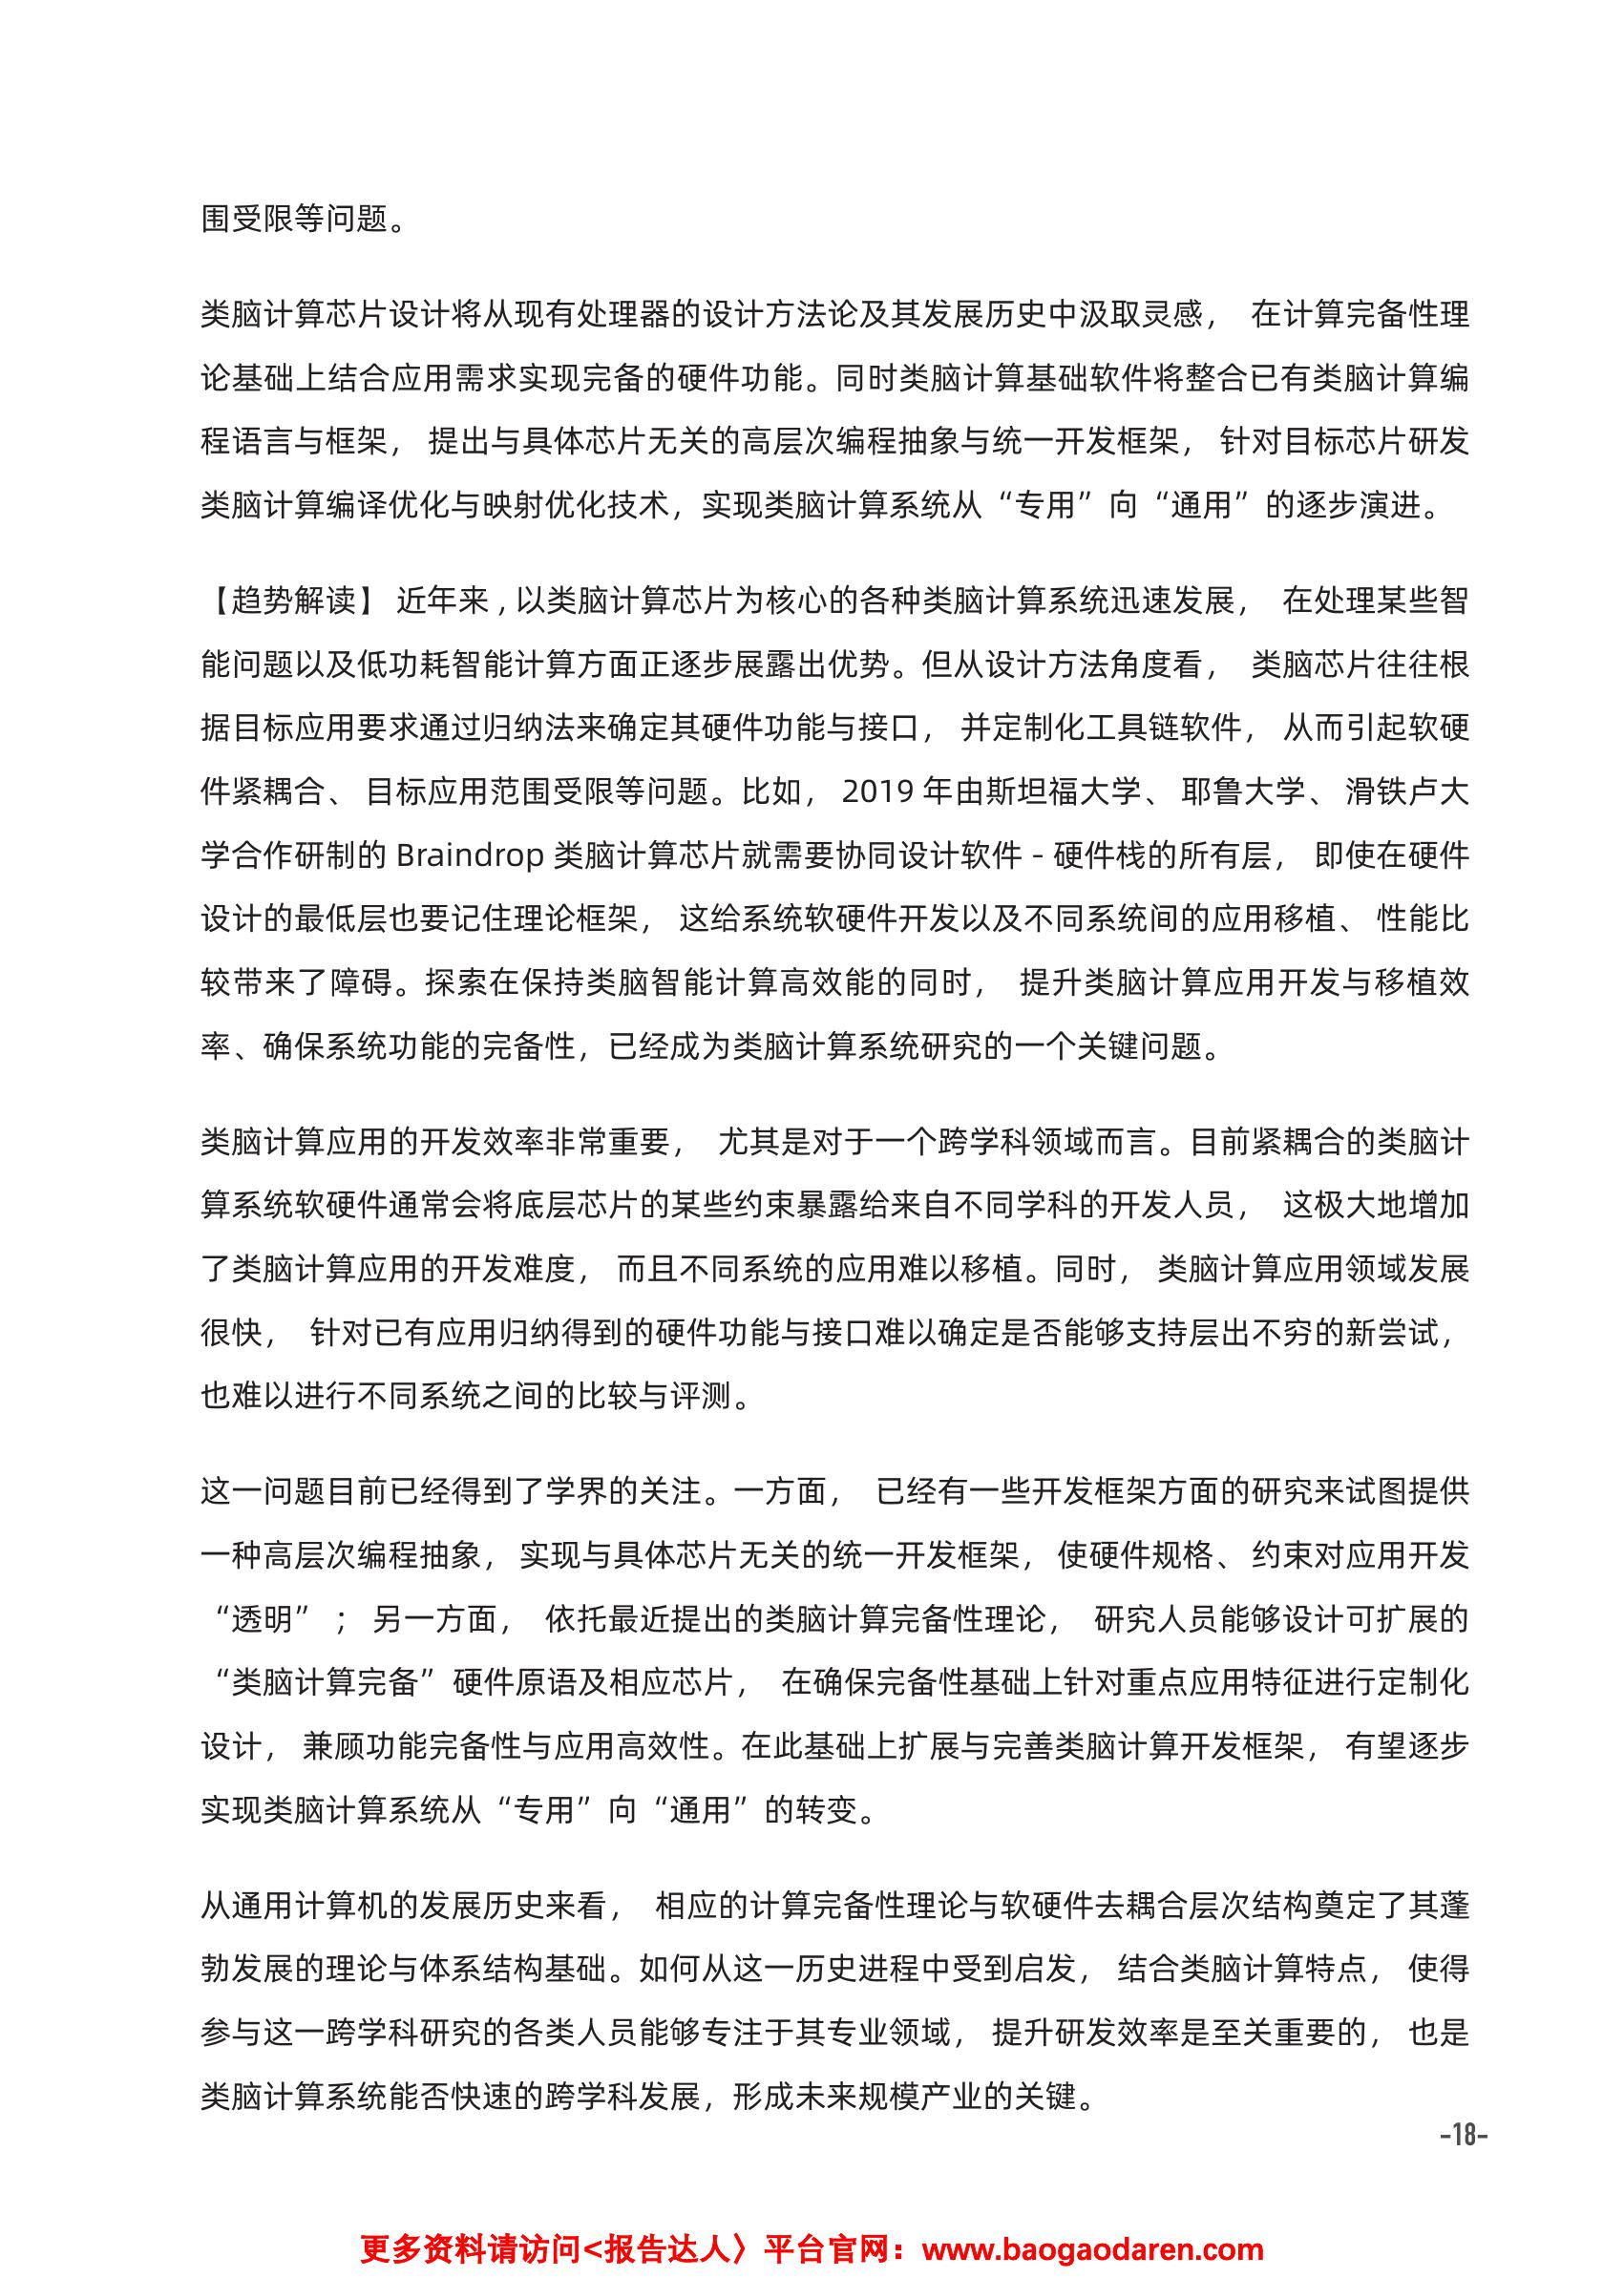 围受限等问题。
类脑计算芯片设计将从现有处理器的设计方法论及其发展历史中汲取灵感， 在计算完备性理
论基础上结合应用需求实现完备的硬件功能。同时类脑计算基础软件将整合已有类脑计算编
程语言与框架， 提出与具体芯片无关的高层次编程抽象与统一开发框架， 针对目标芯片研发
类脑计算编译优化与映射优化技术，实现类脑计算系统从“专用”向“通用”的逐步演进。
【趋势解读】 近年来 , 以类脑计算芯片为核心的各种类脑计算系统迅速发展， 在处理某些智
能问题以及低功耗智能计算方面正逐步展露出优势。但从设计方法角度看， 类脑芯片往往根
据目标应用要求通过归纳法来确定其硬件功能与接口， 并定制化工具链软件， 从而引起软硬
件紧耦合、 目标应用范围受限等问题。比如， 2019 年由斯坦福大学、 耶鲁大学、 滑铁卢大
学合作研制的 Braindrop 类脑计算芯片就需要协同设计软件 - 硬件栈的所有层， 即使在硬件
设计的最低层也要记住理论框架， 这给系统软硬件开发以及不同系统间的应用移植、 性能比
较带来了障碍。探索在保持类脑智能计算高效能的同时， 提升类脑计算应用开发与移植效
率、确保系统功能的完备性，已经成为类脑计算系统研究的一个关键问题。
类脑计算应用的开发效率非常重要， 尤其是对于一个跨学科领域而言。目前紧耦合的类脑计
算系统软硬件通常会将底层芯片的某些约束暴露给来自不同学科的开发人员， 这极大地增加
了类脑计算应用的开发难度， 而且不同系统的应用难以移植。同时， 类脑计算应用领域发展
很快， 针对已有应用归纳得到的硬件功能与接口难以确定是否能够支持层出不穷的新尝试，
也难以进行不同系统之间的比较与评测。
这一问题目前已经得到了学界的关注。一方面， 已经有一些开发框架方面的研究来试图提供
一种高层次编程抽象， 实现与具体芯片无关的统一开发框架， 使硬件规格、 约束对应用开发
“透明” ； 另一方面， 依托最近提出的类脑计算完备性理论， 研究人员能够设计可扩展的
“类脑计算完备” 硬件原语及相应芯片， 在确保完备性基础上针对重点应用特征进行定制化
设计， 兼顾功能完备性与应用高效性。在此基础上扩展与完善类脑计算开发框架， 有望逐步
实现类脑计算系统从“专用”向“通用”的转变。
从通用计算机的发展历史来看， 相应的计算完备性理论与软硬件去耦合层次结构奠定了其蓬
勃发展的理论与体系结构基础。如何从这一历史进程中受到启发， 结合类脑计算特点， 使得
参与这一跨学科研究的各类人员能够专注于其专业领域， 提升研发效率是至关重要的， 也是
类脑计算系统能否快速的跨学科发展，形成未来规模产业的关键。
-18-
更多资料请访问<报告达人〉平台官网：www.baogaodaren.com